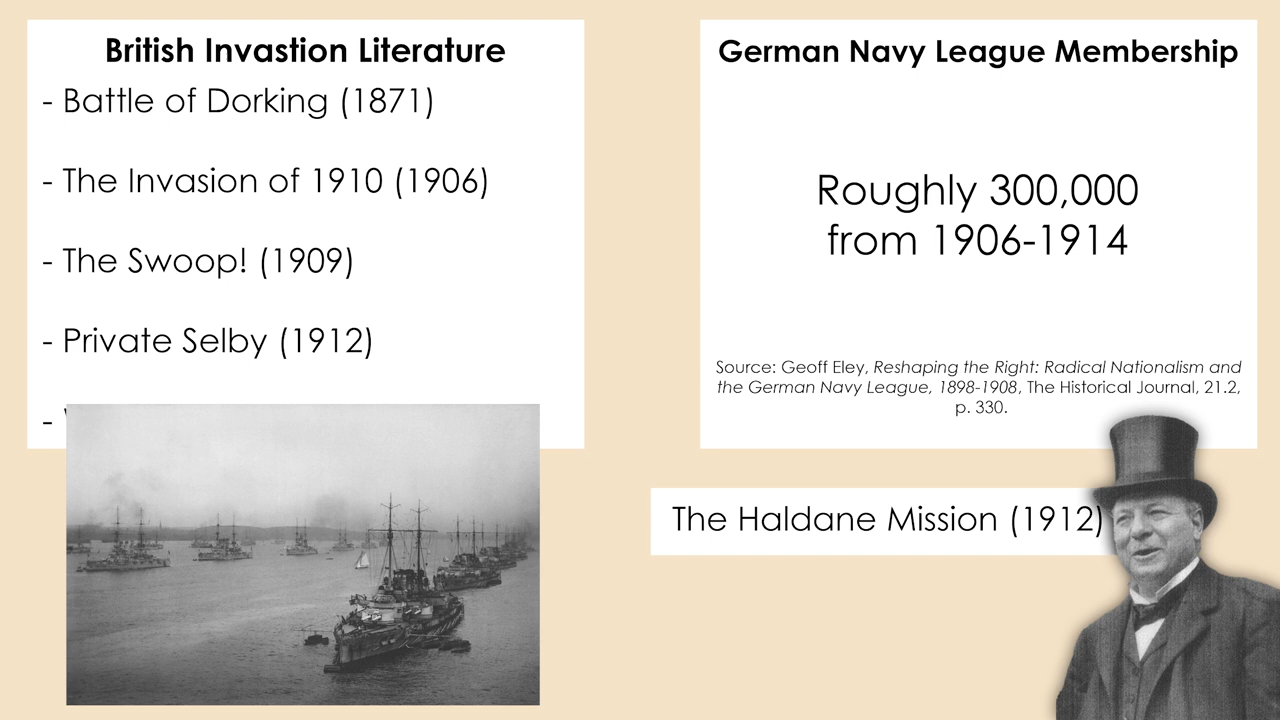 British Invastion Literature
- Battle of Dorking (1871)
- The Invasion of 1910 (1906)
- The Swoop! (1909)
- Private Selby (1912)
-
German Navy League Membership
Roughly 300,000
from 1906-1914
Source: Geoff Eley, Reshaping the Right: Radical Nationalism and
the German Navy League, 1898-1908, The Historical Journal, 21.2,
p. 330.
The Haldane Mission (1912)